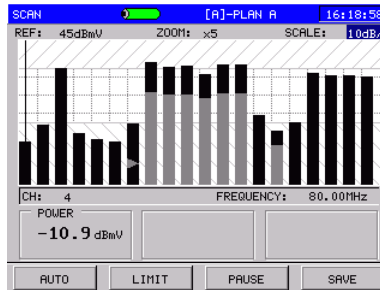 SCAN [A]-PLAN A 16:18:58
REF: 45dBmV ZOOM: x5 SCALE: 10dB/
CH: 4 FREQUENCY: 80.00MHz
POWER
-10.9 dBmV
AUTO LIMIT PAUSE SAVE